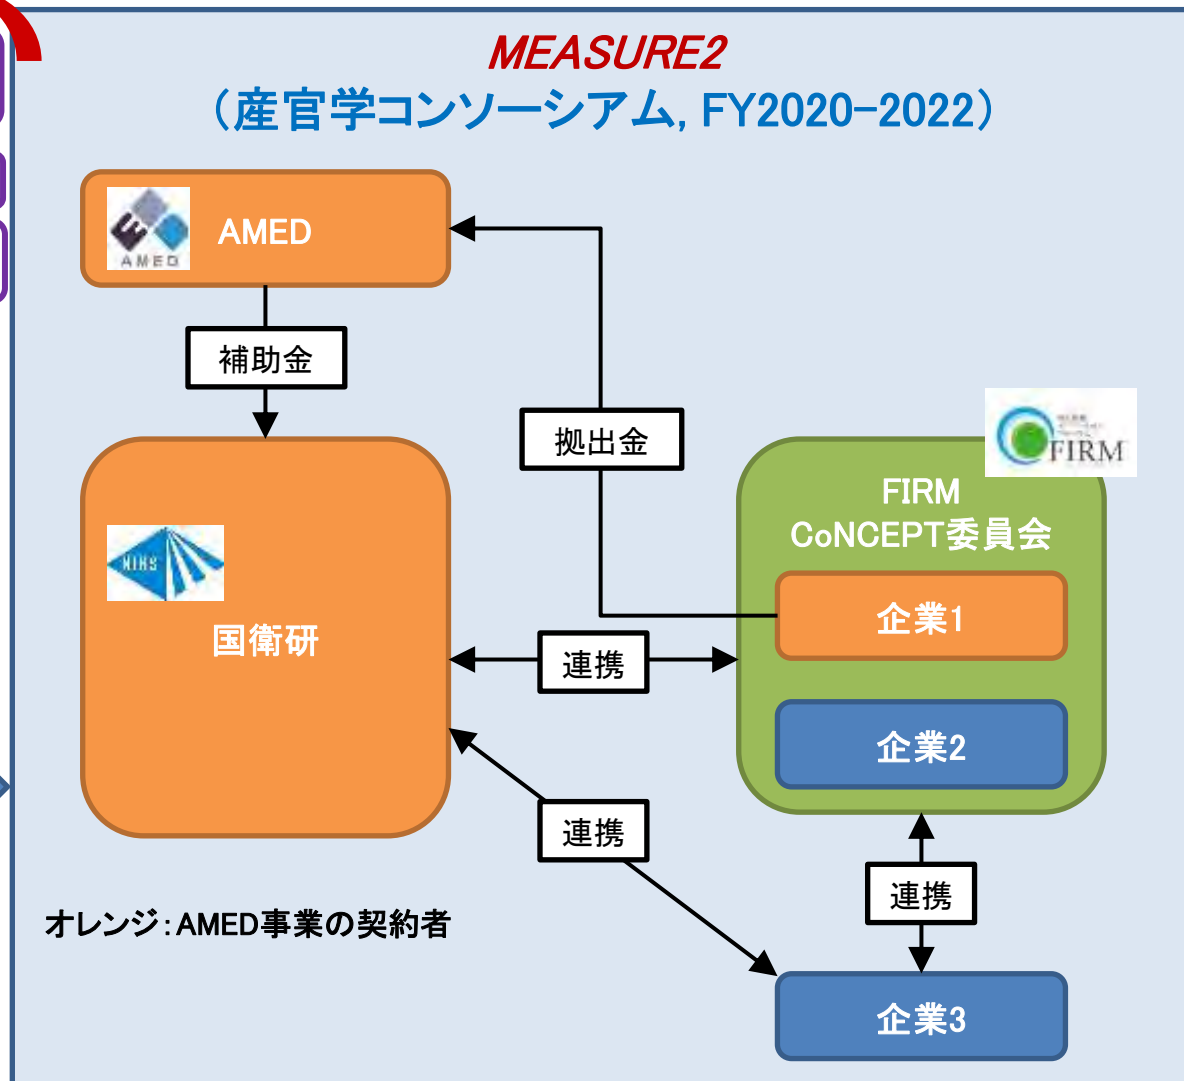 MEASURE2
（産官学コンソーシアム, FY2020-2022）
AMED
AMED
補助金
拠出金
FIRM
FIRM
CoNCEPT委員会
NIHS
国衛研
企業1
連携
企業2
連携
連携
オレンジ：AMED事業の契約者
企業3